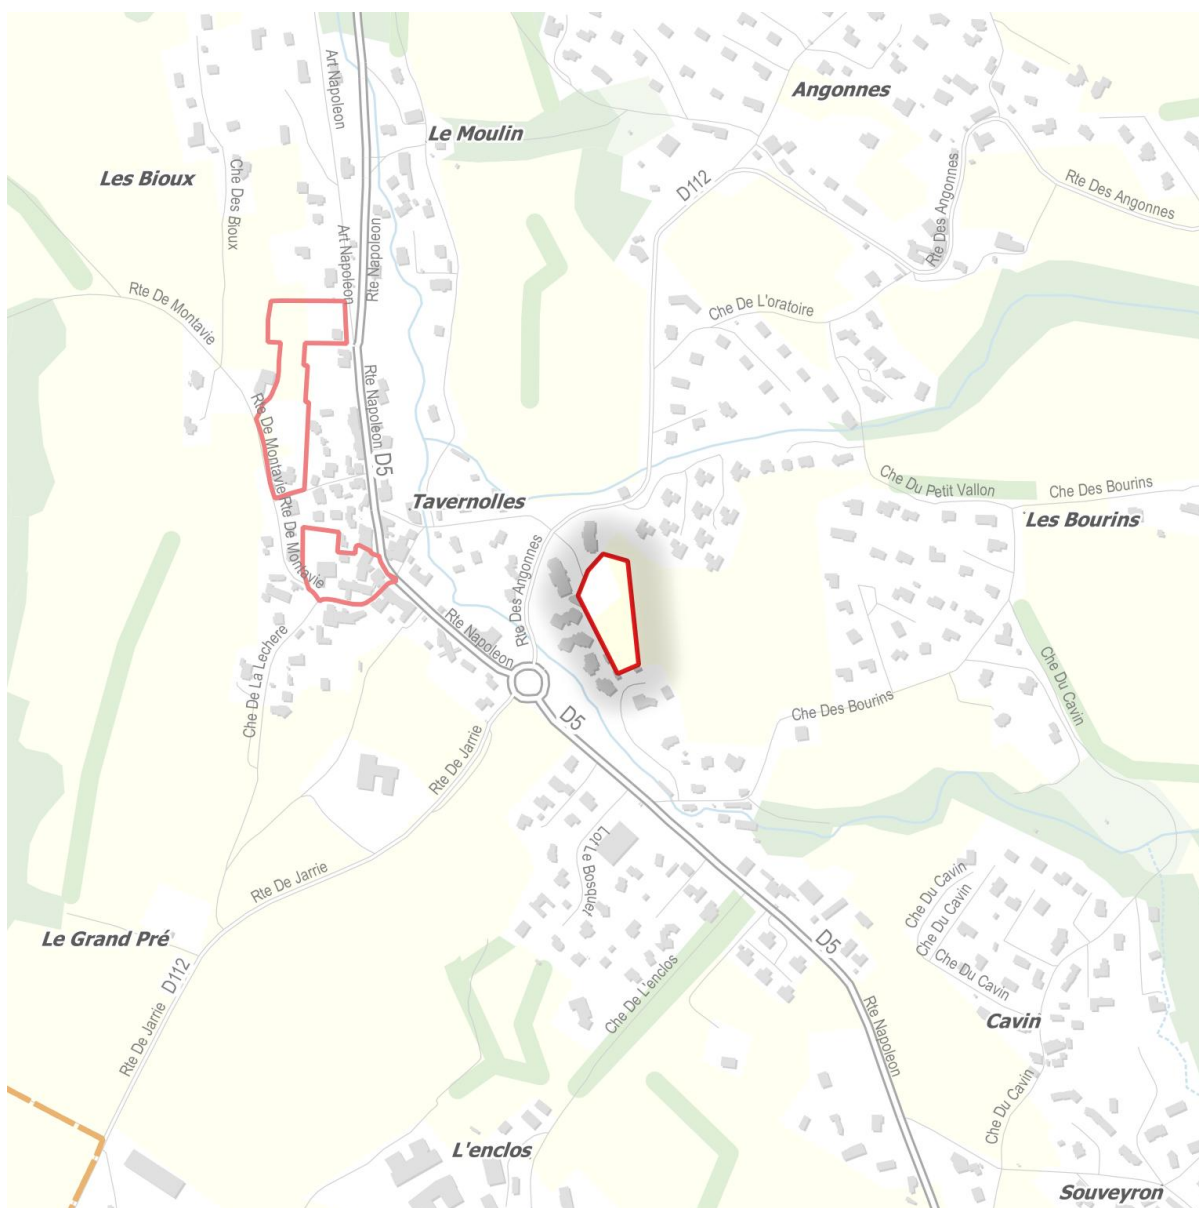 Art Napoleon
Angonnes
Le Moulin
Les Bioux
Che Des Bioux
D112
Rte Des Angonnes
Rte Des Angonnes
Art Napoléon
Rte Napoleon
Rte De Montavie
Che De L'oratoire
Rte Napoleon
D5
Rte De Montavie
Rte De Montavie
Tavernolles
Che Du Petit Vallon
Che Des Bourins
Les Bourins
Rte Des Angonnes
Rte Napoleon
Che De La Lechere
Che Du Cavin
Che Des Bourins
D5
Rte De Jarrie
Lot Le Bosquet
Rte De Jarrie
Che Du Cavin
Che Du Cavin
Che Du Cavin
Le Grand Pré
D112
D5
Che De L'enclos
Rte De Jarrie
Rte Napoleon
Cavin
Che Du Cavin
L'enclos
Souveyron